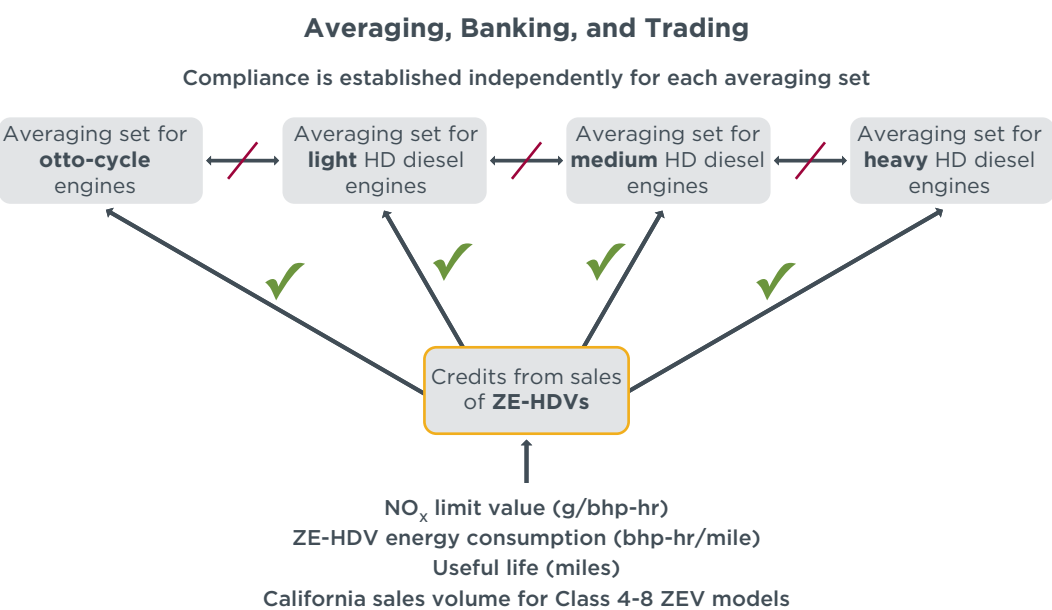 Averaging, Banking, and Trading
Compliance is established independently for each averaging set
Averaging set for
otto-cycle
engines
Averaging set for
light HD diesel
engines
Averaging set for
medium HD diesel
engines
Averaging set for
heavy HD diesel
engines
Credits from sales
of ZE-HDVs
NOx limit value (g/bhp-hr)
ZE-HDV energy consumption (bhp-hr/mile)
Useful life (miles)
California sales volume for Class 4-8 ZEV models